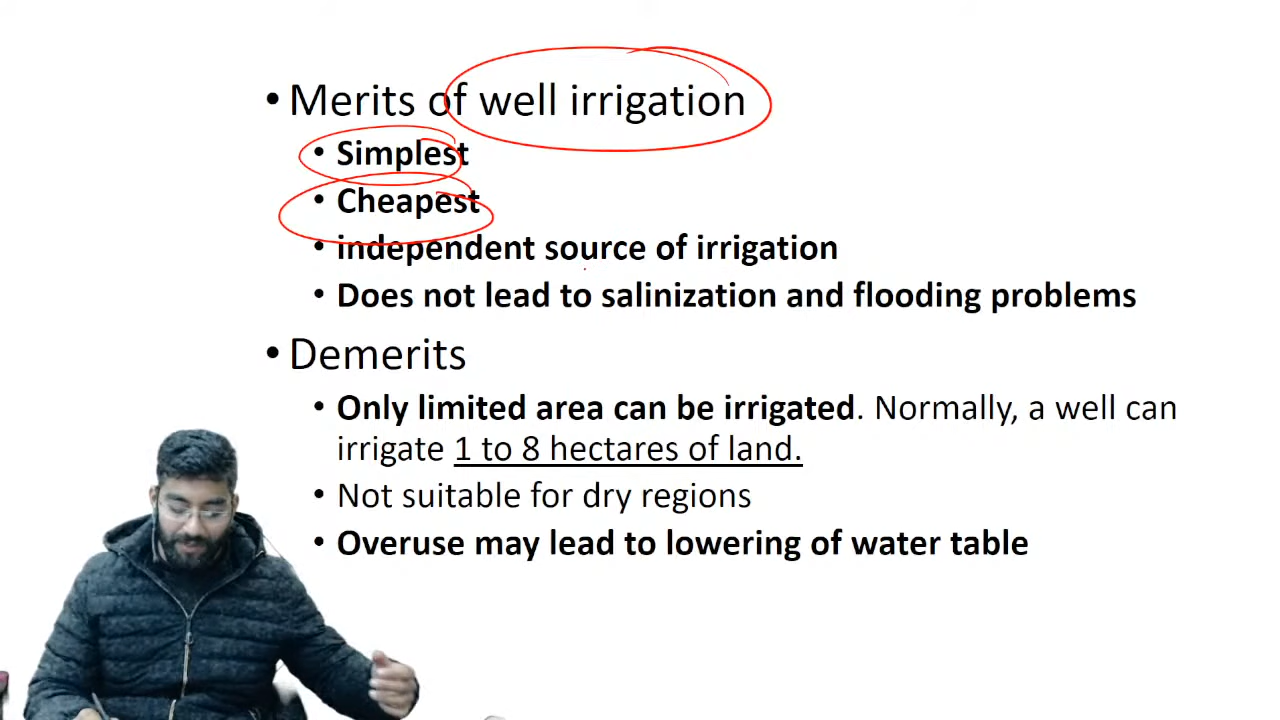 • Merits of well irrigation
• Simplest
• Cheapest
• independent source of irrigation
• Does not lead to salinization and flooding problems
• Demerits
• Only limited area can be irrigated. Normally, a well can
irrigate 1 to 8 hectares of land.
• Not suitable for dry regions
• Overuse may lead to lowering of water table